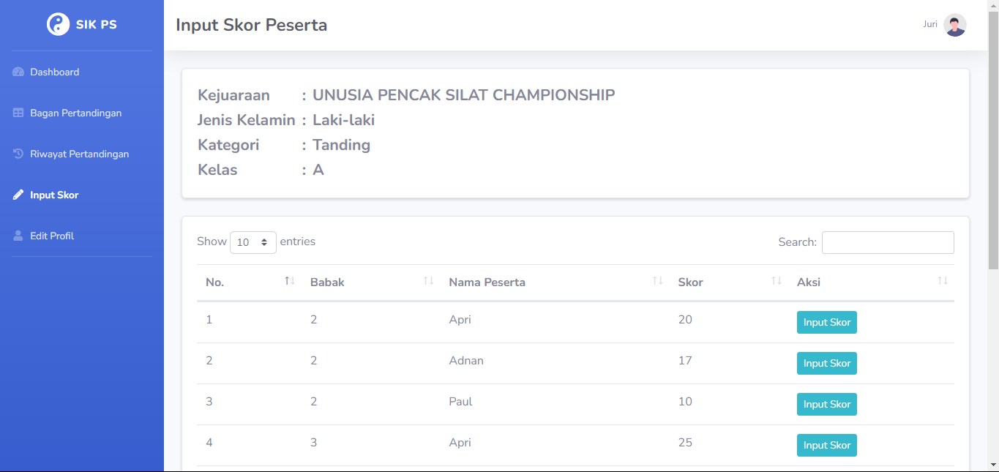 SIK PS
Dashboard
Bagan Pertandingan
Riwayat Pertandingan
Input Skor
Edit Profil
Input Skor Peserta
Juri
Kejuaraan : UNUSIA PENCAK SILAT CHAMPIONSHIP
Jenis Kelamin : Laki-laki
Kategori : Tanding
Kelas : A
Show 10 entries Search:
No. Babak Nama Peserta Skor Aksi
1 2 Apri 20 Input Skor
2 2 Adnan 17 Input Skor
3 2 Paul 10 Input Skor
4 3 Apri 25 Input Skor